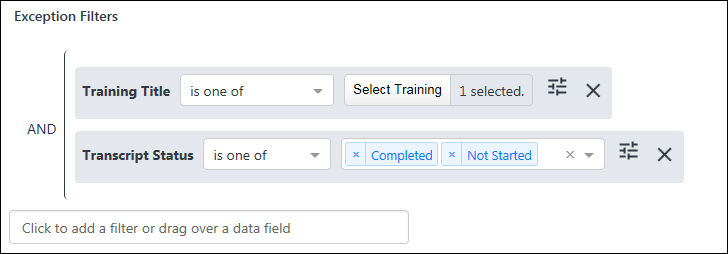 Exception Filters
Training Title is one of Select Training 1 selected.
AND
Transcript Status is one of × Completed × Not Started ×
Click to add a filter or drag over a data field